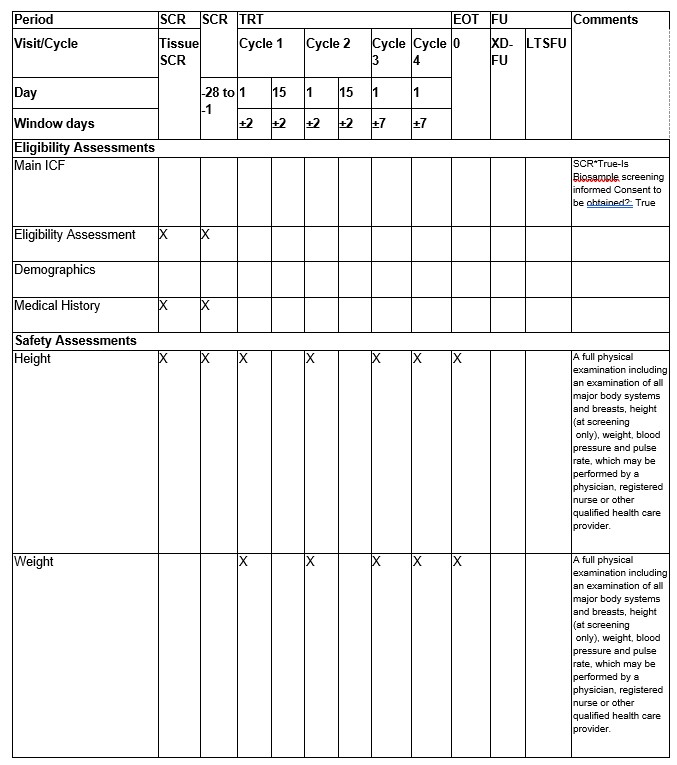 Period SCR SCR TRT EOT FU Comments
Visit/Cycle Tissue Cycle 1 Cycle 2 Cycle Cycle 0 XD- LTSFU
SCR 3 4 FU
Day -28 to 1 15 1 15 1 1
-1
Window days ±2 ±2 ±2 ±2 ±7 ±7
Eligibility Assessments
Main ICF SCR*True-Is
Biosample screening
informed Consent to
be obtained?: True
Eligibility Assessment X X
Demographics
Medical History X X
Safety Assessments
Height X X X X X X X A full physical
examination including
an examination of all
major body systems
and breasts, height
(at screening
only), weight, blood
pressure and pulse
rate, which may be
performed by a
physician, registered
nurse or other
qualified health care
provider.
Weight X X X X X A full physical
examination including
an examination of all
major body systems
and breasts, height
(at screening
only), weight, blood
pressure and pulse
rate, which may be
performed by a
physician, registered
nurse or other
qualified health care
provider.